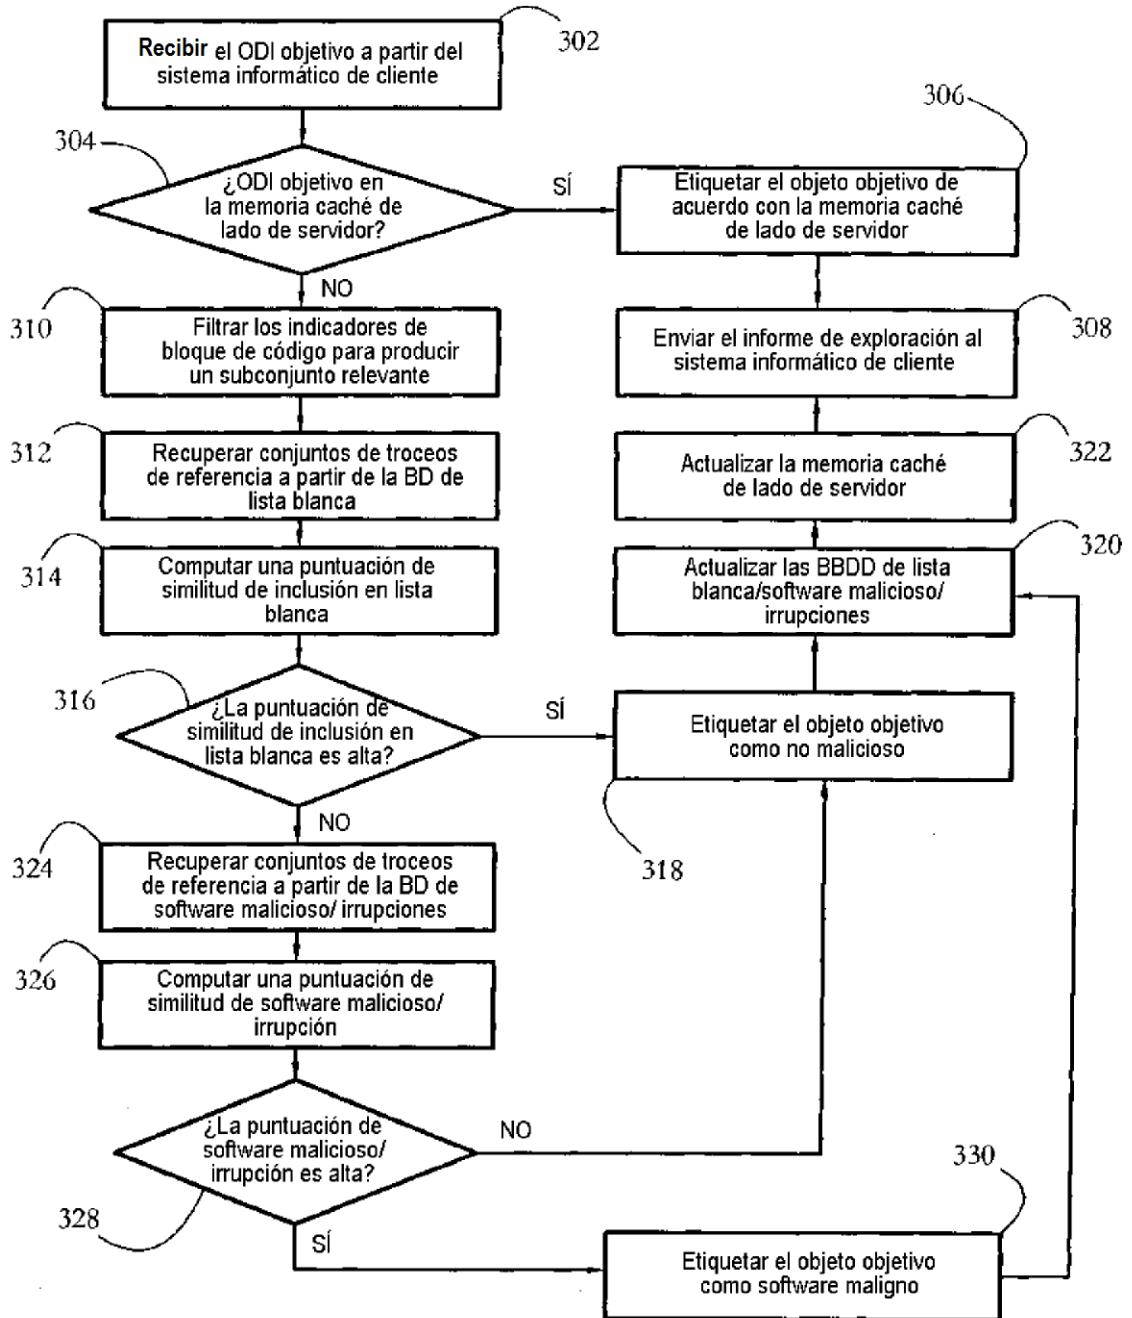 302
Recibir el ODI objetivo a partir del
sistema informático de cliente
304
¿ODI objetivo en
la memoria caché de
lado de servidor?
SÍ
NO
306
Etiquetar el objeto objetivo de
acuerdo con la memoria caché
de lado de servidor
310
Filtrar los indicadores de
bloque de código para producir
un subconjunto relevante
308
Enviar el informe de exploración al
sistema informático de cliente
312
Recuperar conjuntos de troceos
de referencia a partir de la BD de
lista blanca
322
Actualizar la memoria caché
de lado de servidor
314
Computar una puntuación de
similitud de inclusión en lista
blanca
320
Actualizar las BBDD de lista
blanca/software malicioso/
irrupciones
316
¿La puntuación de
similitud de inclusión en
lista blanca es alta?
SÍ
NO
Etiquetar el objeto objetivo
como no malicioso
318
324
Recuperar conjuntos de troceos
de referencia a partir de la BD de
software malicioso/ irrupciones
326
Computar una puntuación de
similitud de software malicioso/
irrupción
¿La puntuación de
software malicioso/
irrupción es alta?
NO
328
SÍ
330
Etiquetar el objeto objetivo
como software maligno